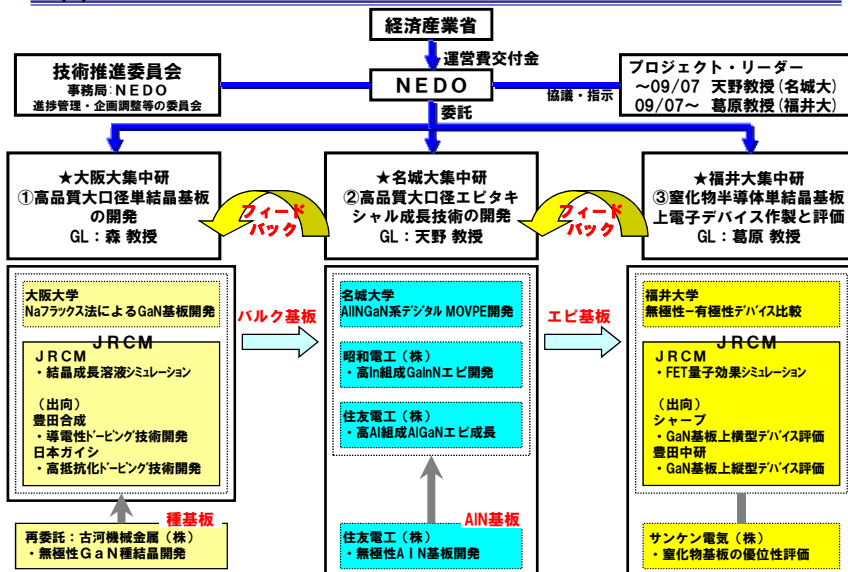 経済産業省
運営費交付金
技術推進委員会
事務局:NEDO
進捗管理・企画調整等の委員会
NEDO
協議・指示
プロジェクト・リーダー
～09/07 天野教授(名城大)
09/07～ 葛原教授(福井大)
委託
★大阪大集中研
①高品質大口径単結晶基板
の開発
GL:森 教授
フィード
バック
★名城大集中研
②高品質大口径エピタキ
シャル成長技術の開発
GL:天野 教授
フィード
バック
★福井大集中研
③窒化物半導体単結晶基板
上電子デバイス作製と評価
GL:葛原 教授
大阪大学
Naフラックス法によるGaN基板開発
JRCM
JRCM
・結晶成長溶液シミュレーション
（出向）
豊田合成
・導電性ドーピング技術開発
日本ガイシ
・高抵抗化ドーピング技術開発
種基板
再委託：古河機械金属（株）
・無極性GaN種結晶開発
バルク基板
名城大学
AlINGaN系デジタル MOVPE開発
昭和電工（株）
・高In組成GaInNエピ開発
住友電工（株）
・高Al組成AlGaNエピ成長
AlN基板
住友電工（株）
・無極性AlN基板開発
エピ基板
福井大学
無極性－有極性デバイス比較
JRCM
JRCM
・FET量子効果シミュレーション
（出向）
シャープ
・GaN基板上横型デバイス評価
豊田中研
・GaN基板上縦型デバイス評価
サンケン電気（株）
・窒化物基板の優位性評価